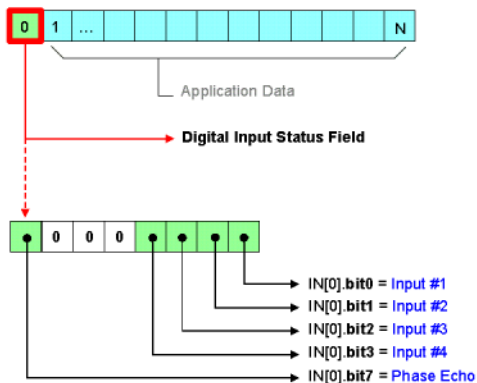 0 1 ... N
Application Data
Digital Input Status Field
0 0 0
IN[0].bit0 = Input #1
IN[0].bit1 = Input #2
IN[0].bit2 = Input #3
IN[0].bit3 = Input #4
IN[0].bit7 = Phase Echo